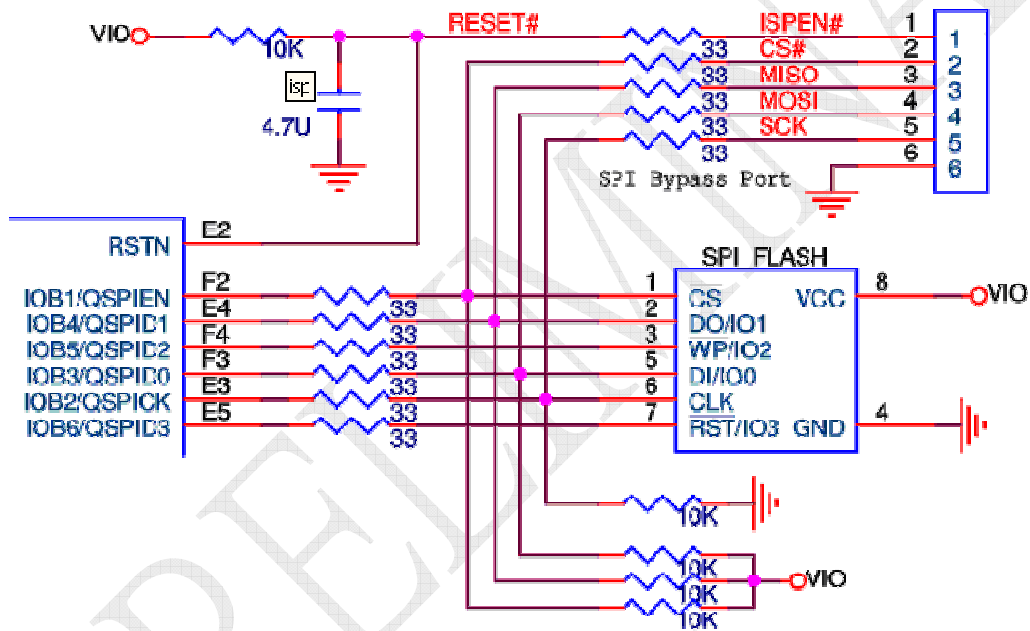 VIO 10K RESET# 33 ISPEN# 1 1
33 CS# 2 2
33 MISO 3 3
33 MOSI 4 4
33 SCK 5 5
6 6
isp
4.7U
SPI Bypass Port
RSTN E2
SPI FLASH
IOB1/QSPIEN F2 33 1 CS VCC 8 VIO
IOB4/QSPID1 E4 33 2 DO/IO1
IOB5/QSPID2 F4 33 3 WP/IO2
IOB3/QSPID0 F3 33 5 DI/IO0
IOB2/QSPICK E3 33 6 CLK
IOB6/QSPID3 E5 33 7 RST/IO3 GND 4
10K
10K
10K VIO
10K